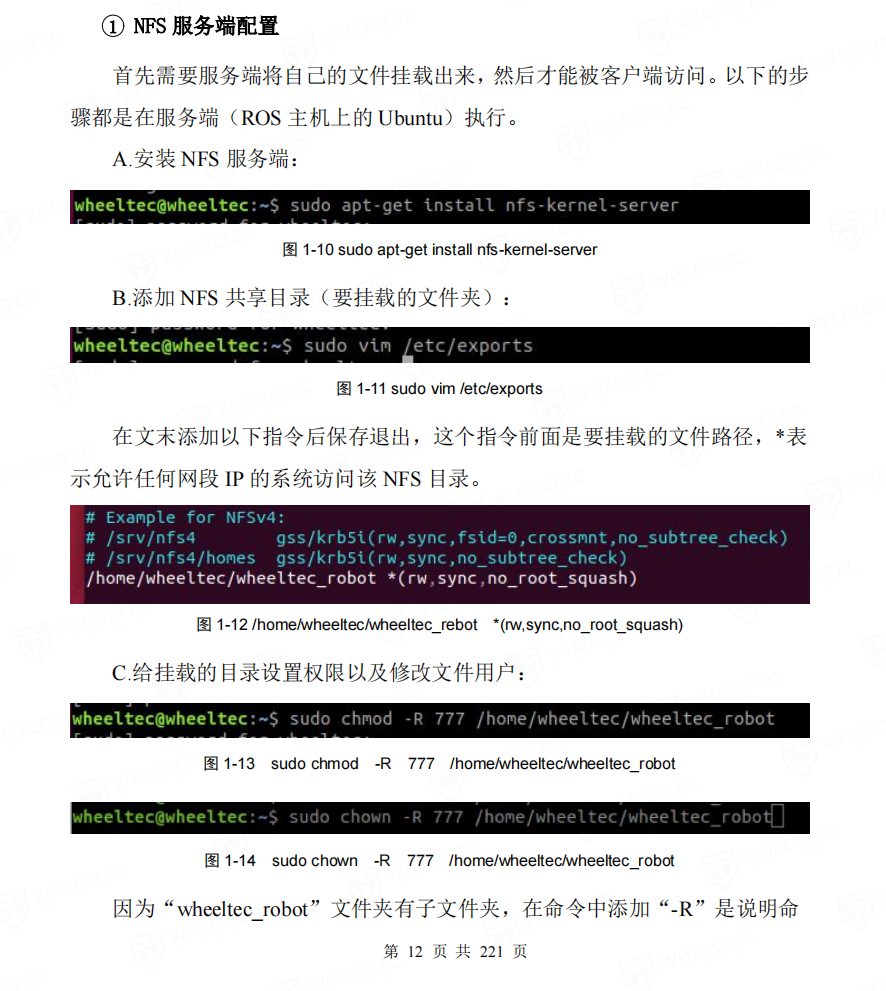 ① NFS 服务端配置
首先需要服务端将自己的文件挂载出来，然后才能被客户端访问。以下的步
骤都是在服务端（ROS 主机上的 Ubuntu）执行。
A.安装 NFS 服务端：
wheeltec@wheeltec:~$ sudo apt-get install nfs-kernel-server
图 1-10 sudo apt-get install nfs-kernel-server
B.添加 NFS 共享目录（要挂载的文件夹）：
wheeltec@wheeltec:~$ sudo vim /etc/exports
图 1-11 sudo vim /etc/exports
在文末添加以下指令后保存退出，这个指令前面是要挂载的文件路径，*表
示允许任何网段 IP 的系统访问该 NFS 目录。
# Example for NFSv4:
# /srv/nfs4        gss/krb5i(rw,sync,fsid=0,crossmnt,no_subtree_check)
# /srv/nfs4/homes  gss/krb5i(rw,sync,no_subtree_check)
/home/wheeltec/wheeltec_robot *(rw,sync,no_root_squash)
图 1-12 /home/wheeltec/wheeltec_rebot   *(rw,sync,no_root_squash)
C.给挂载的目录设置权限以及修改文件用户：
wheeltec@wheeltec:~$ sudo chmod -R 777 /home/wheeltec/wheeltec_robot
图 1-13   sudo chmod   -R   777   /home/wheeltec/wheeltec_robot
wheeltec@wheeltec:~$ sudo chown -R 777 /home/wheeltec/wheeltec_robot
图 1-14   sudo chown   -R   777   /home/wheeltec/wheeltec_robot
因为“wheeltec_robot”文件夹有子文件夹，在命令中添加“-R”是说明命
第 12 页 共 221 页
WHEELTEC